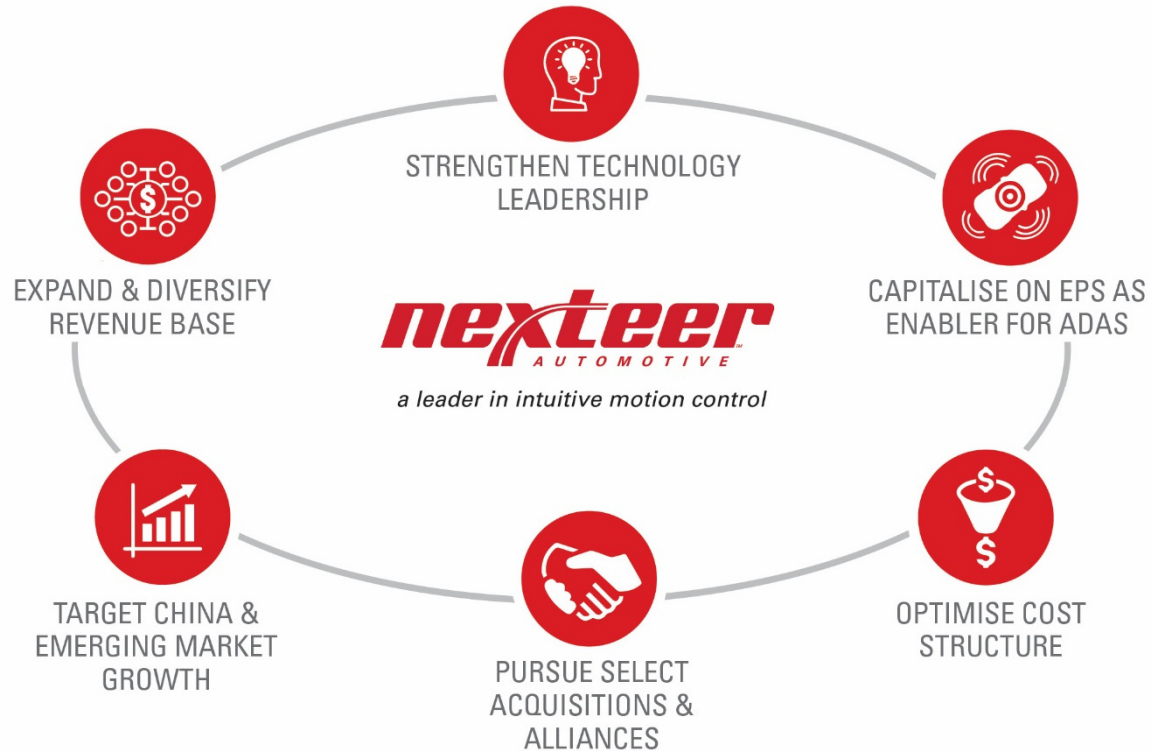 STRENGTHEN TECHNOLOGY
LEADERSHIP
EXPAND & DIVERSIFY
REVENUE BASE
CAPITALISE ON EPS AS
ENABLER FOR ADAS
nexteer
AUTOMOTIVE
a leader in intuitive motion control
TARGET CHINA &
EMERGING MARKET
GROWTH
PURSUE SELECT
ACQUISITIONS &
ALLIANCES
OPTIMISE COST
STRUCTURE
$
$
$